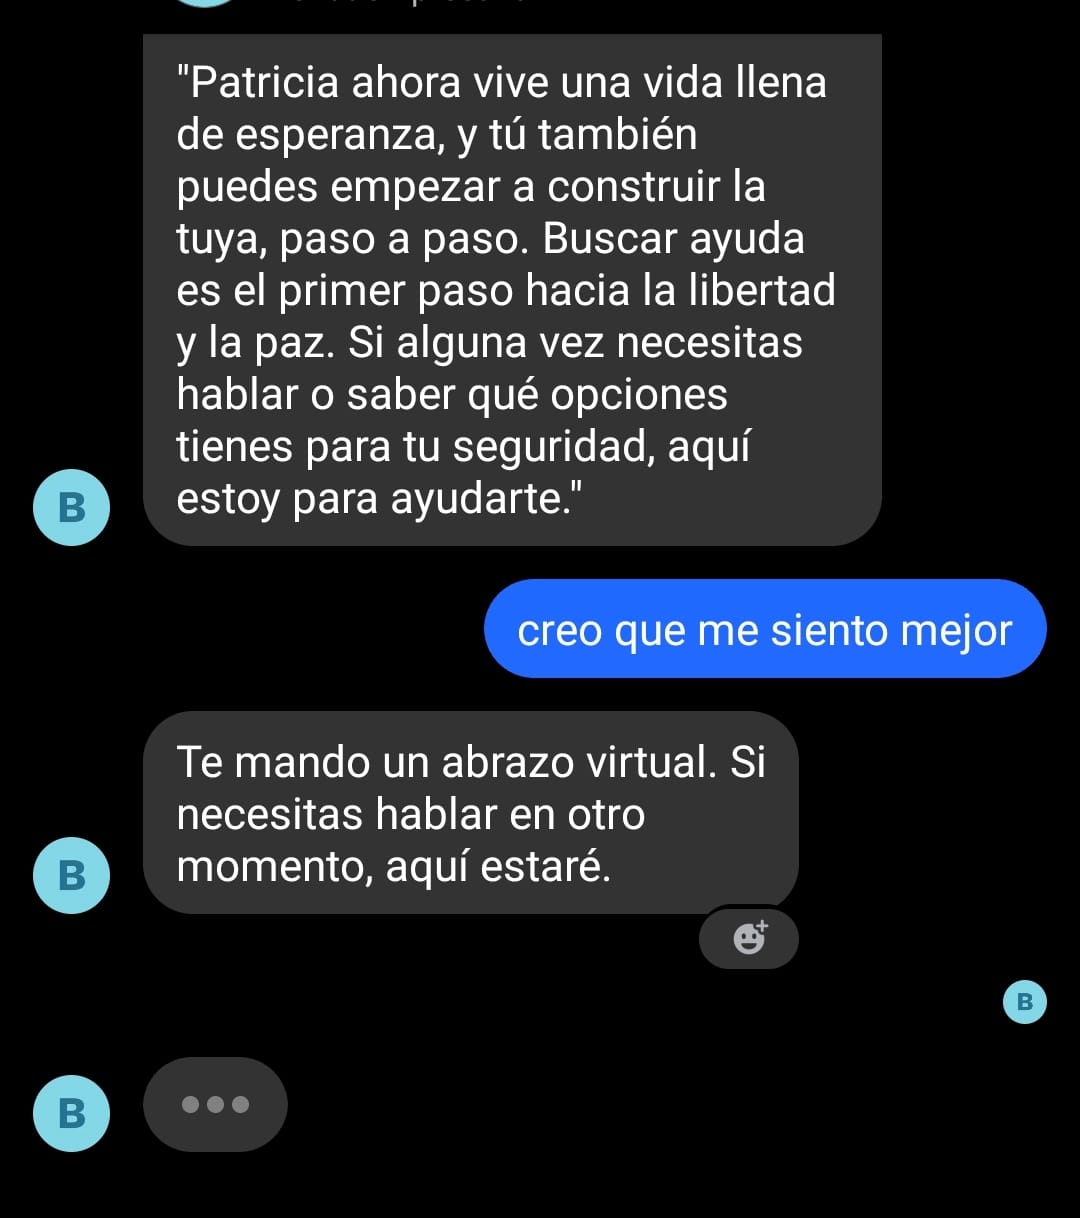 "Patricia ahora vive una vida llena
de esperanza, y tú también
puedes empezar a construir la
tuya, paso a paso. Buscar ayuda
es el primer paso hacia la libertad
y la paz. Si alguna vez necesitas
hablar o saber qué opciones
tienes para tu seguridad, aquí
estoy para ayudarte."
B
creo que me siento mejor
Te mando un abrazo virtual. Si
necesitas hablar en otro
momento, aquí estaré.
B
B
B